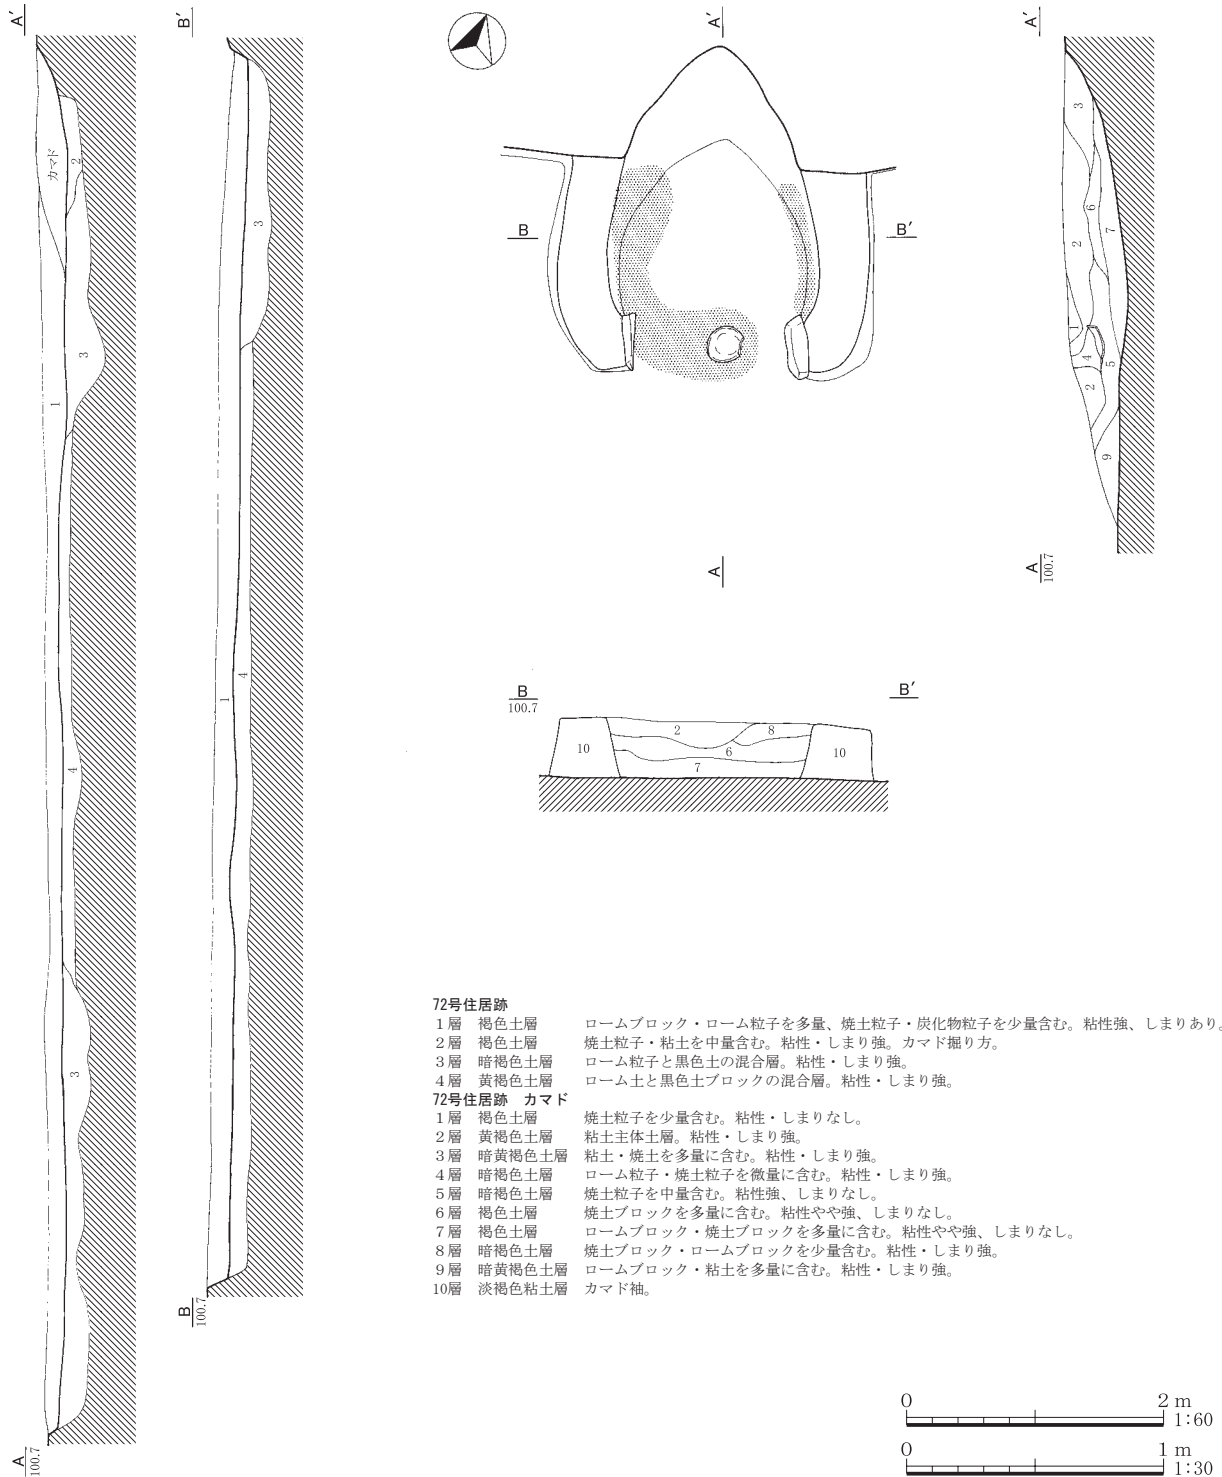 A′
B′
A′
A′
カマド
2
3
1
4
3
3
1
4
B
B′
A
3
6
2
7
1
4
5
2
9
A
100.7
B
100.7
B′
2
8
10
6
10
7
B
100.7
A
100.7
72号住居跡
1層 褐色土層 ロームブロック・ローム粒子を多量、焼土粒子・炭化物粒子を少量含む。粘性強、しまりあり。
2層 褐色土層 焼土粒子・粘土を中量含む。粘性・しまり強。カマド掘り方。
3層 暗褐色土層 ローム粒子と黒色土の混合層。粘性・しまり強。
4層 黄褐色土層 ローム土と黒色土ブロックの混合層。粘性・しまり強。
72号住居跡 カマド
1層 褐色土層 焼土粒子を少量含む。粘性・しまりなし。
2層 黄褐色土層 粘土主体土層。粘性・しまり強。
3層 暗黄褐色土層 粘土・焼土を多量に含む。粘性・しまり強。
4層 暗褐色土層 ローム粒子・焼土粒子を微量に含む。粘性・しまり強。
5層 暗褐色土層 焼土粒子を中量含む。粘性強、しまりなし。
6層 褐色土層 焼土ブロックを多量に含む。粘性やや強、しまりなし。
7層 褐色土層 ロームブロック・焼土ブロックを多量に含む。粘性やや強、しまりなし。
8層 暗褐色土層 焼土ブロック・ロームブロックを少量含む。粘性・しまり強。
9層 暗黄褐色土層 ロームブロック・粘土を多量に含む。粘性・しまり強。
10層 淡褐色粘土層 カマド袖。
0 2 m
1:60
0 1 m
1:30